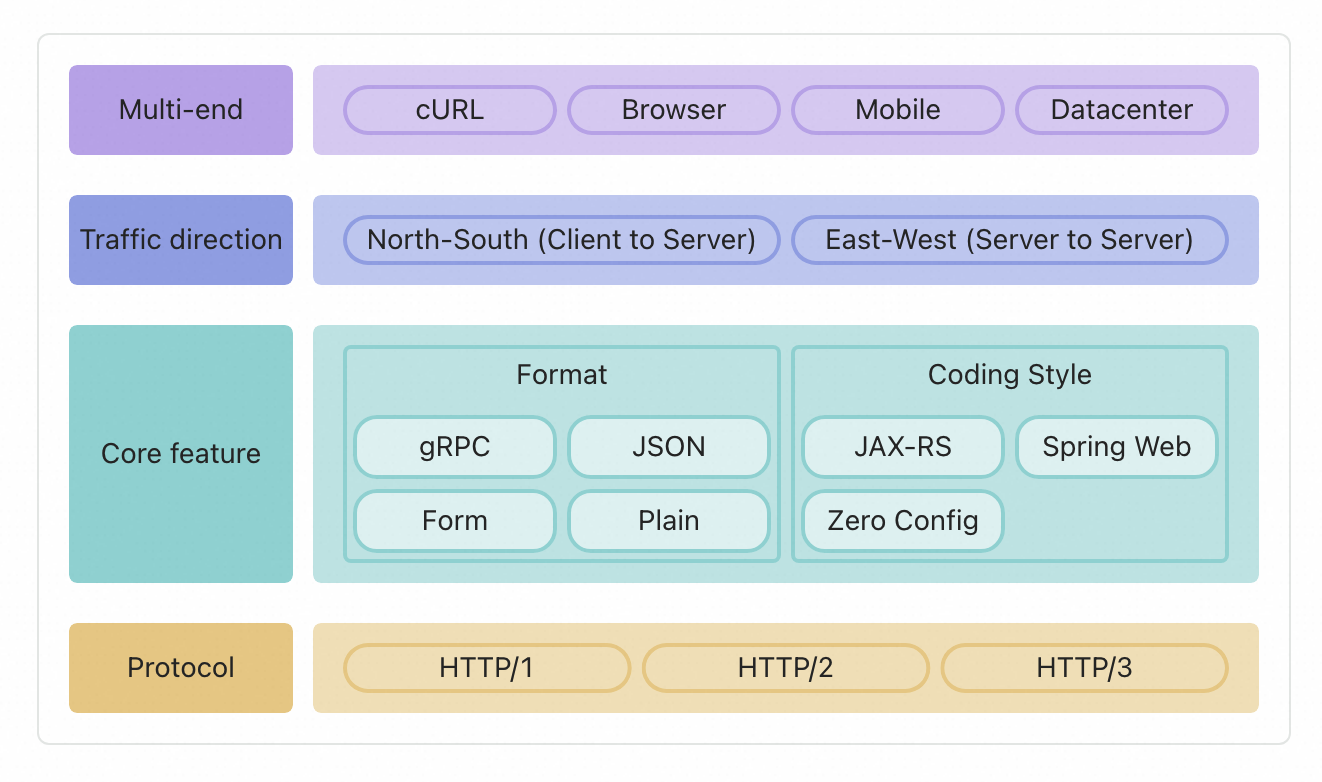 Multi-end
cURL
Browser
Mobile
Datacenter
Traffic direction
North-South (Client to Server)
East-West (Server to Server)
Core feature
Format
gRPC
JSON
Form
Plain
Coding Style
JAX-RS
Spring Web
Zero Config
Protocol
HTTP/1
HTTP/2
HTTP/3